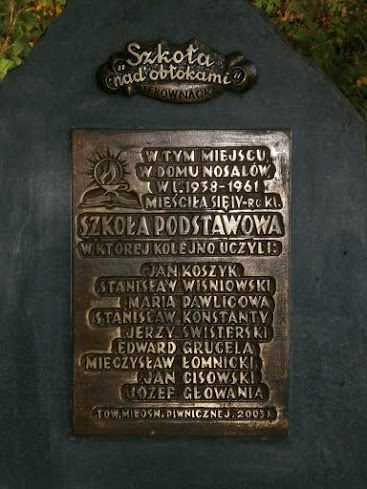 Szkoła
"nad obłokami"
W TYM MIEJSCU
W DOMU NOSALÓW
(W L. 1938-1961)
MIEŚCIŁA SIĘ IV-RO KL.
SZKOŁA PODSTAWOWA
W KTÓREJ KOLEJNO UCZYLI:
JAN KOSZYK
STANISŁAW WIŚNIOWSKI
MARIA PAWLICOWA
STANISŁAW KONSTANTY
JERZY ŚWISTERSKI
EDWARD GRUCELA
MIECZYSŁAW ŁOMNICKI
JAN CISOWSKI
JÓZEF GŁOWANIA
TOW. MIŁOŚN. PIWNICZNEJ, 2003 r.